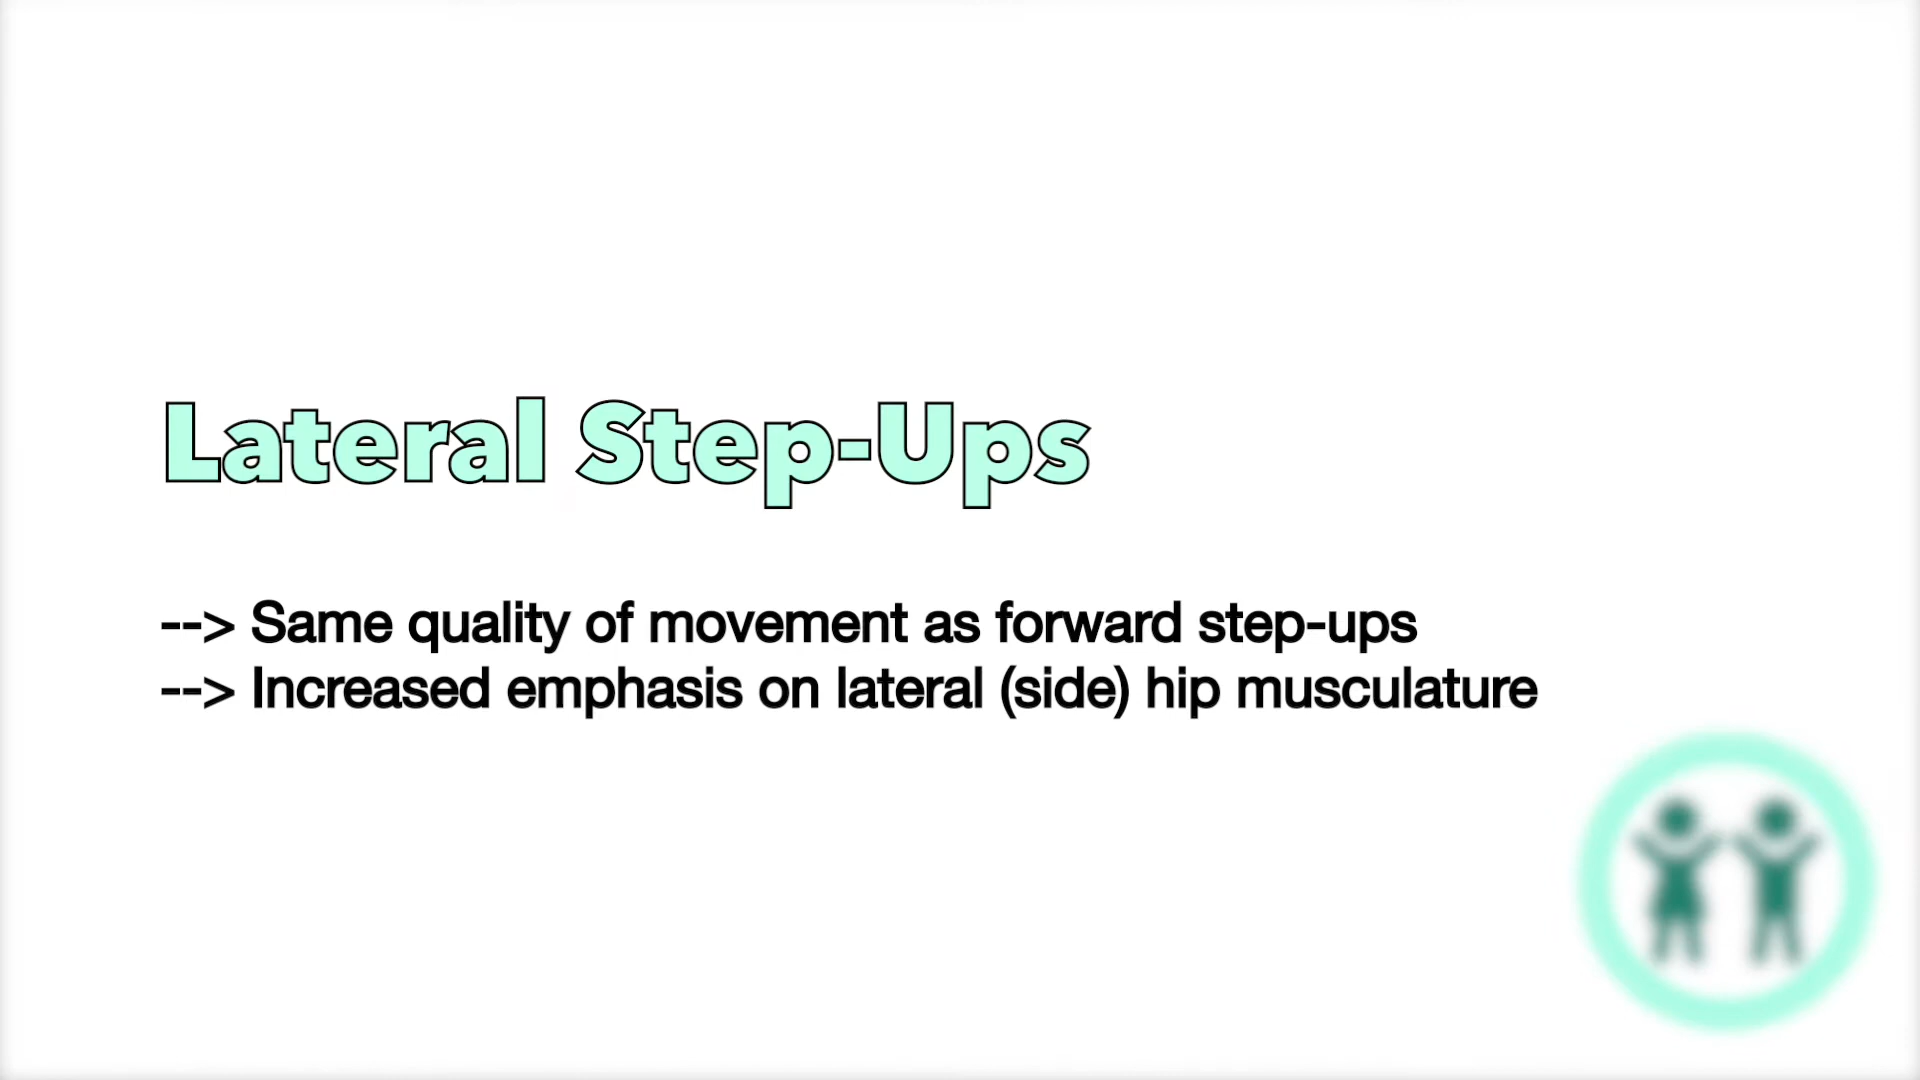 Lateral Step-Ups
--> Same quality of movement as forward step-ups
--> Increased emphasis on lateral (side) hip musculature